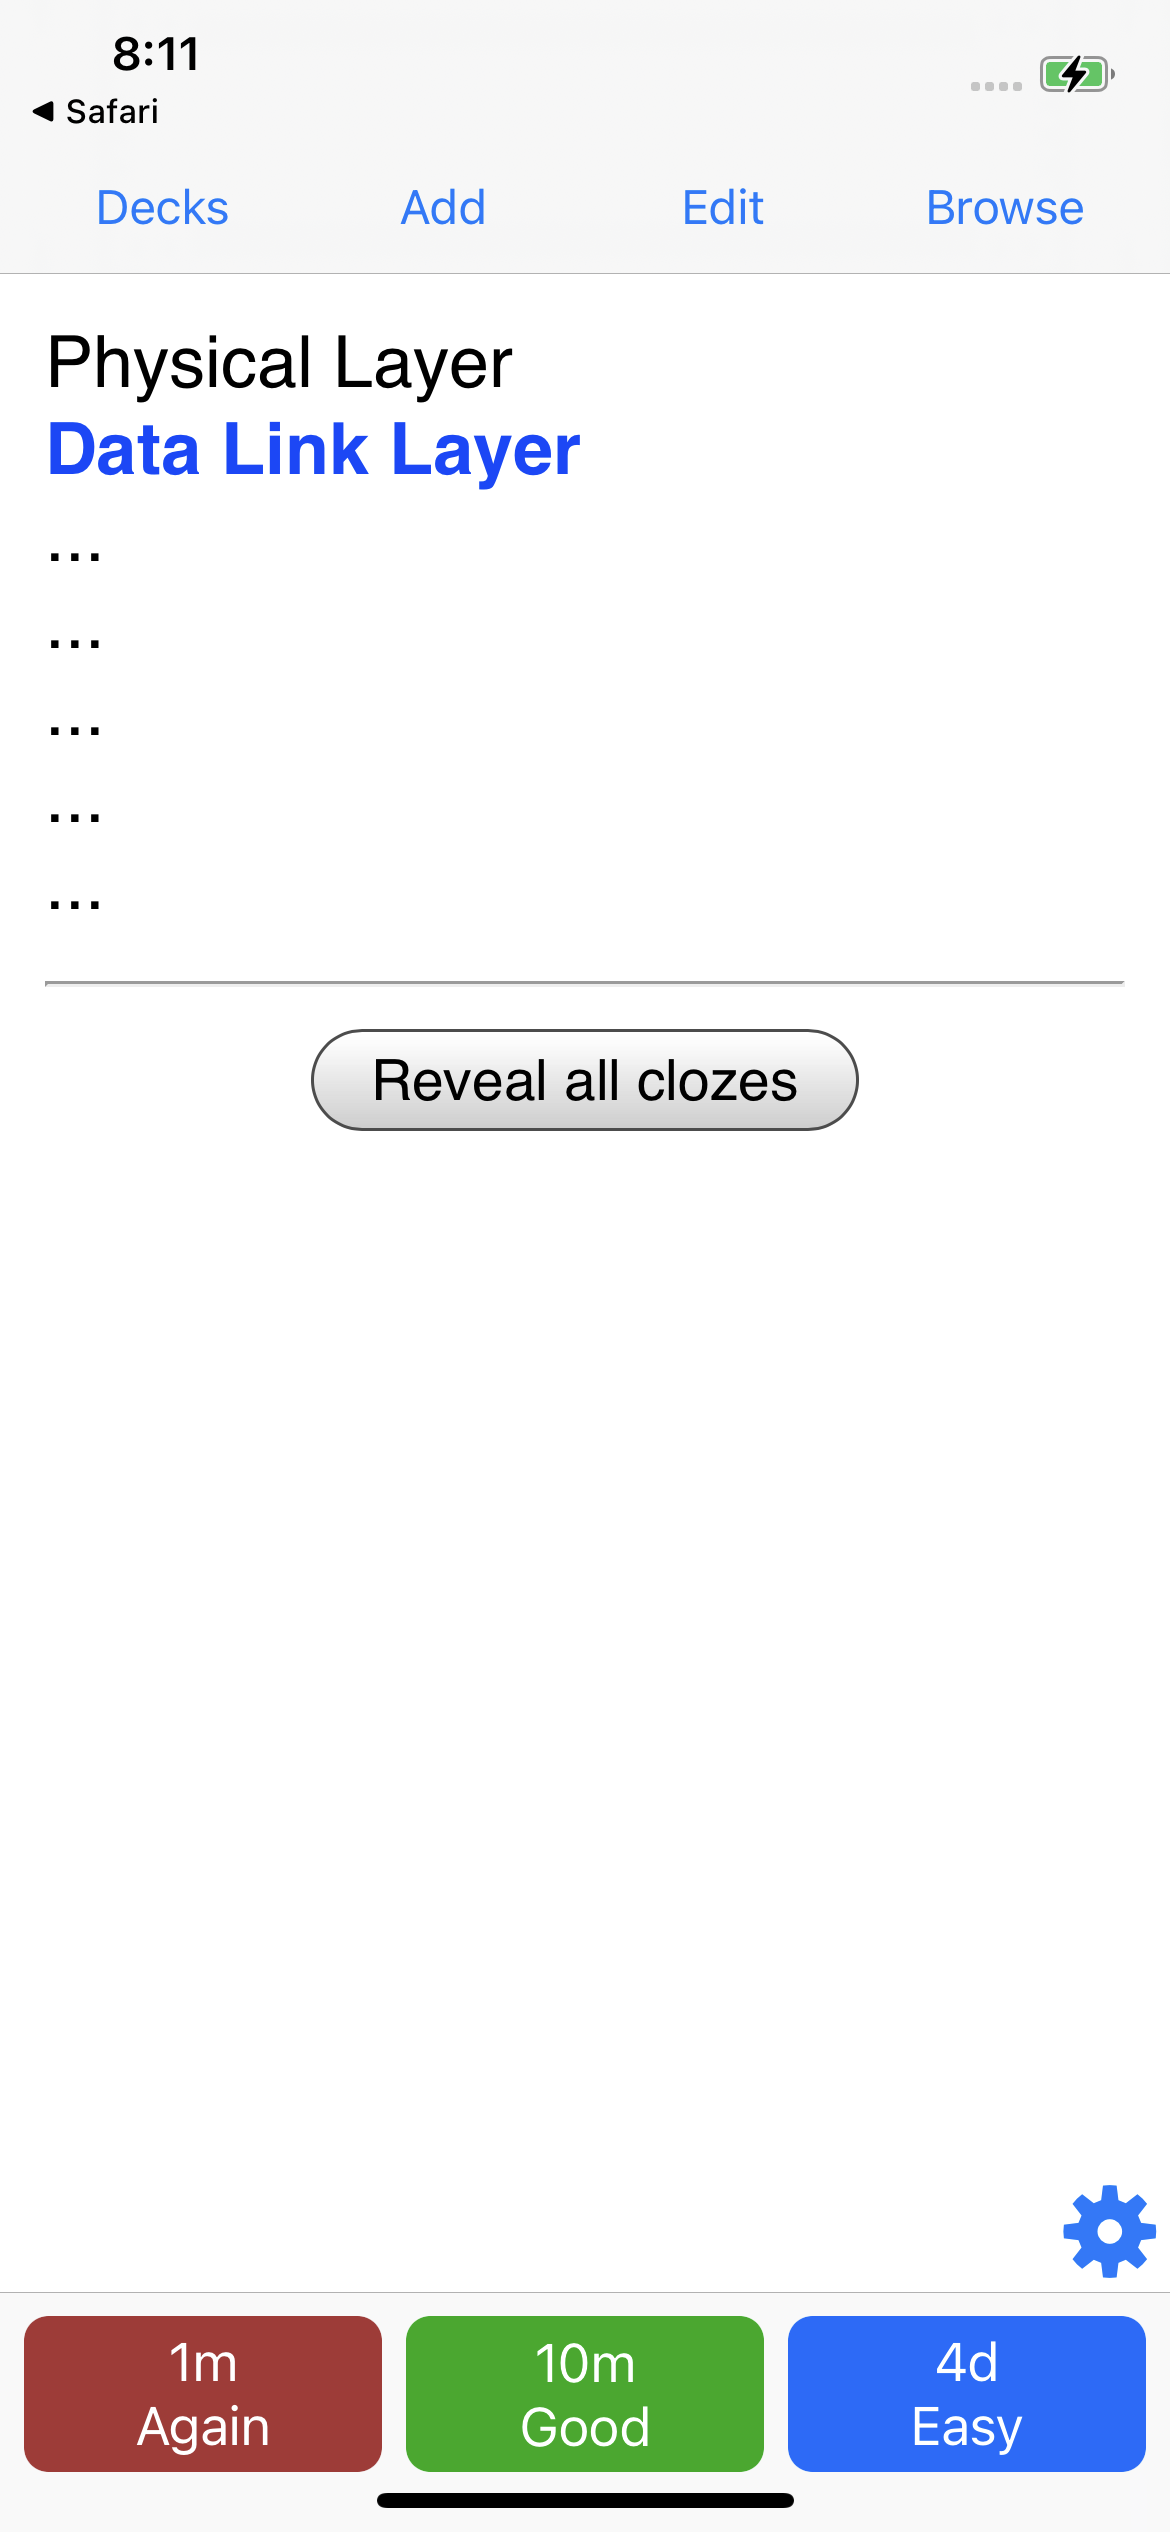 8:11
◀ Safari
Decks Add Edit Browse
Physical Layer
Data Link Layer
...
...
...
...
...
Reveal all clozes
1m 10m 4d
Again Good Easy